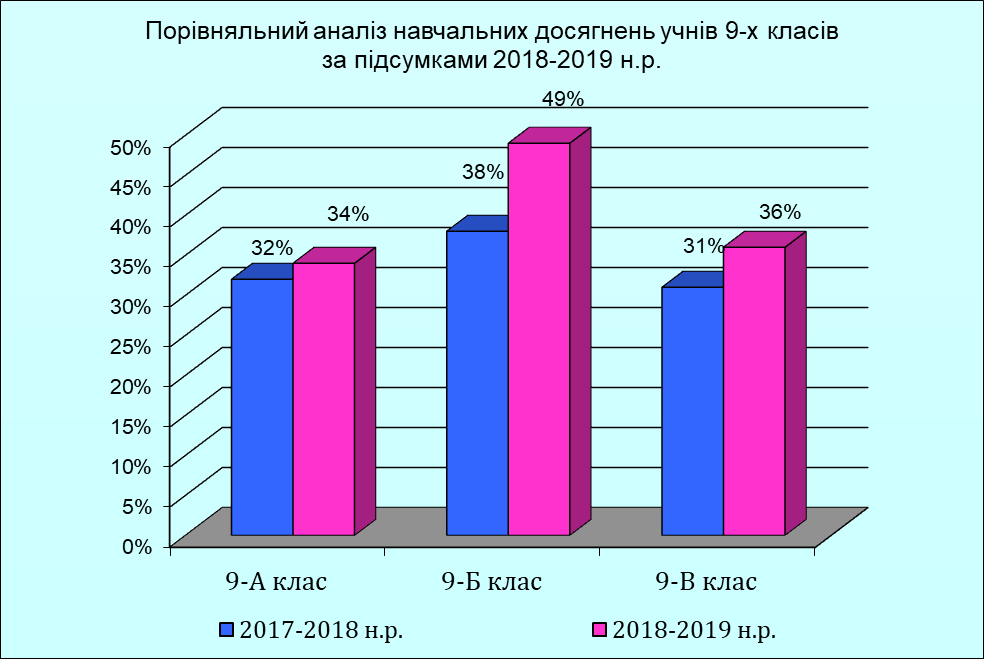 Порівняльний аналіз навчальних досягнень учнів 9-х класів
за підсумками 2018-2019 н.р.
49%
50%
38%
45%
34%
36%
40%
32%
31%
35%
30%
25%
20%
15%
10%
5%
0%
9-А клас
9-Б клас
9-В клас
2017-2018 н.р.
2018-2019 н.р.